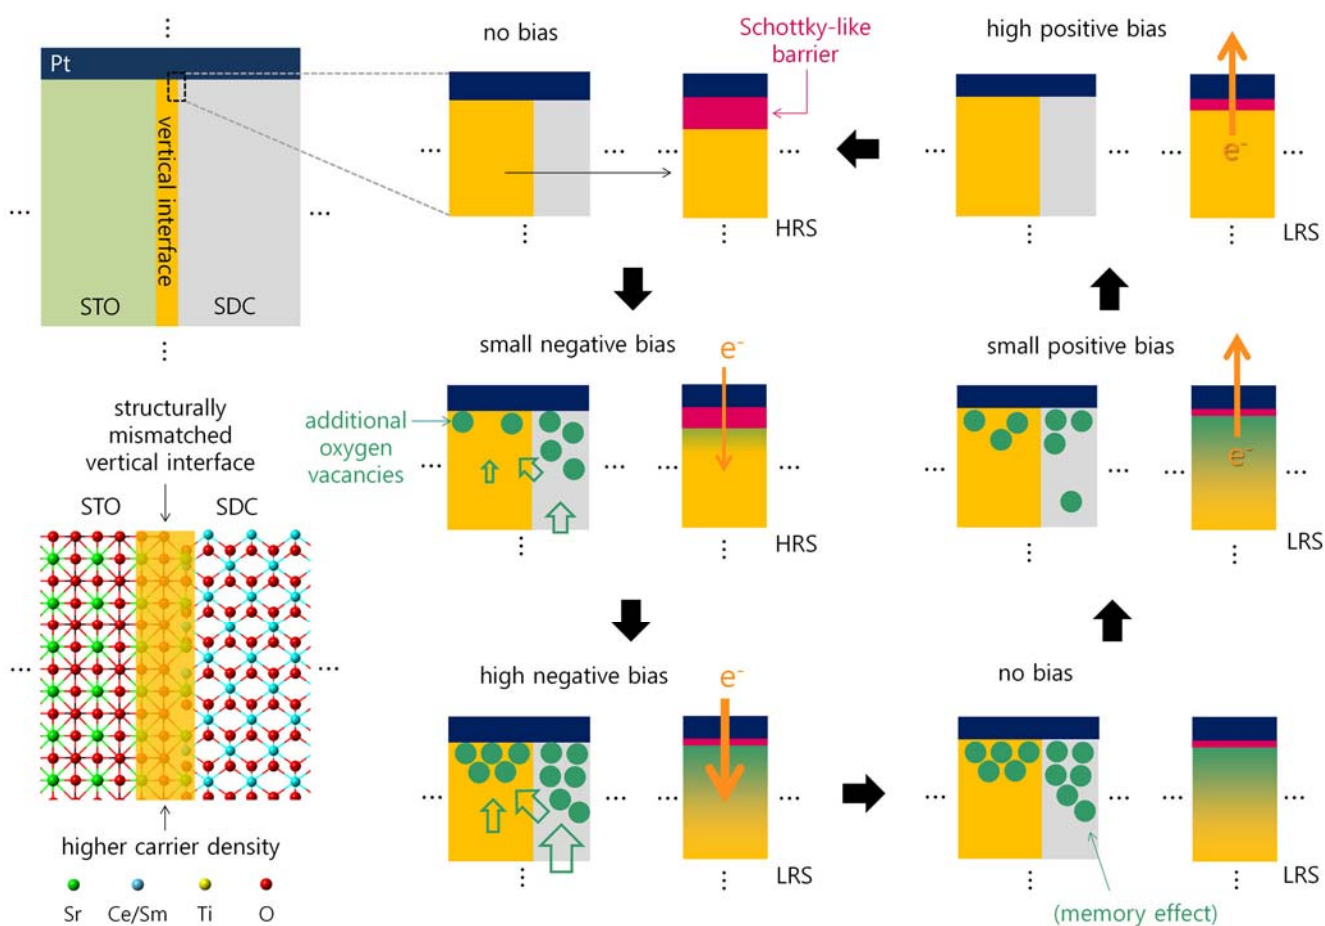 Pt
vertical interface
STO
SDC
no bias
Schottky-like
barrier
HRS
high positive bias
e-
LRS
small negative bias
e-
additional
oxygen
vacancies
HRS
small positive bias
e-
LRS
structurally
mismatched
vertical interface
STO
SDC
higher carrier density
Sr
Ce/Sm
Ti
O
high negative bias
e-
LRS
no bias
LRS
(memory effect)